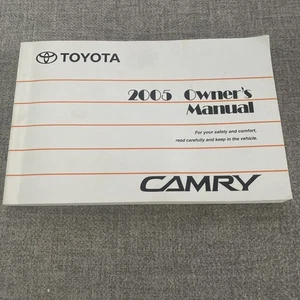 TOYOTA
2005 Owner's
Manual
For your safety and comfort,
read carefully and keep in the vehicle.
CAMRY